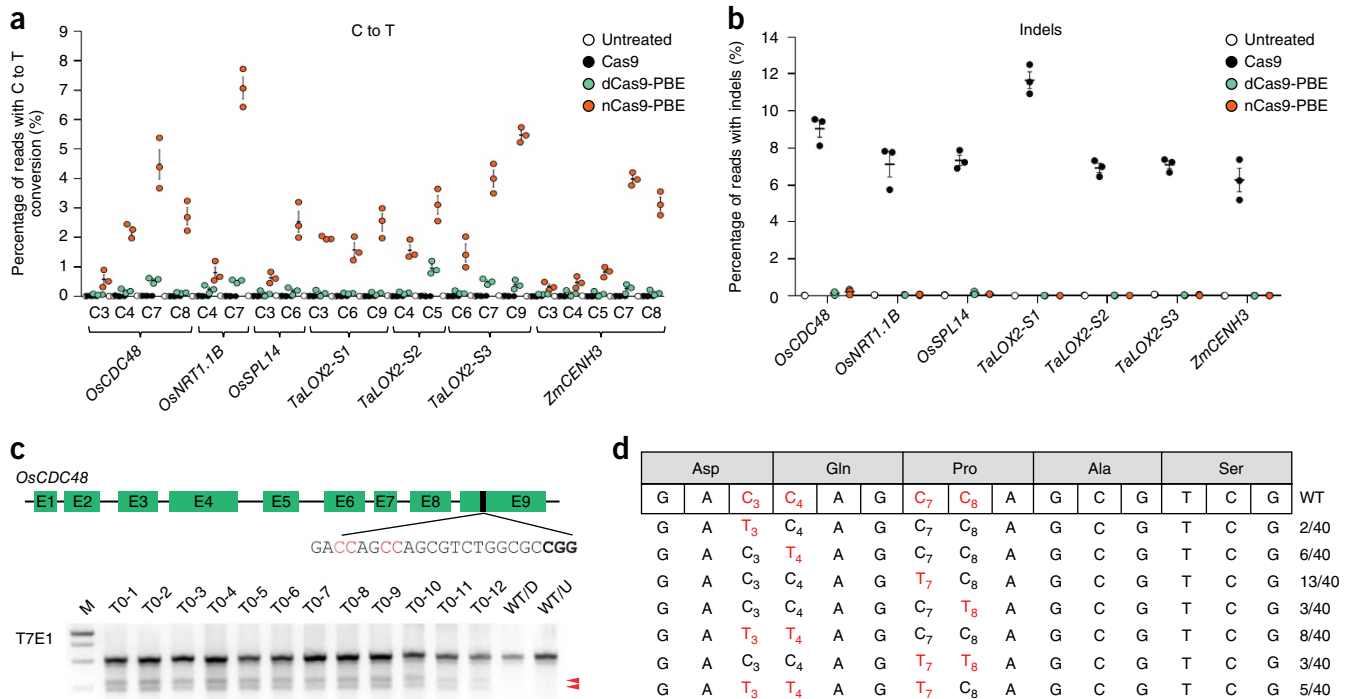 a
C to T
Percentage of reads with C to T
conversion (%)
9
8
7
6
5
4
3
2
1
0
Untreated
Cas9
dCas9-PBE
nCas9-PBE
C3 C4 C7 C8 C4 C7 C3 C6 C3 C6 C9 C4 C5 C6 C7 C9 C3 C4 C5 C7 C8
OsCDC48
OsNRT1.1B
OsSPL14
TaLOX2-S1
TaLOX2-S2
TaLOX2-S3
ZmCENH3
b
Indels
Percentage of reads with indels (%)
14
12
10
8
6
4
2
0
Untreated
Cas9
dCas9-PBE
nCas9-PBE
OsCDC48
OsNRT1.1B
OsSPL14
TaLOX2-S1
TaLOX2-S2
TaLOX2-S3
ZmCENH3
c
OsCDC48
E1 E2 E3 E4 E5 E6 E7 E8 E9
GACCAGCCAGCGTCTGGCGCCGG
M T0-1 T0-2 T0-3 T0-4 T0-5 T0-6 T0-7 T0-8 T0-9 T0-10 T0-11 T0-12 WT/D WT/U
T7E1
d
Asp Gln Pro Ala Ser
G A C3 C4 A G C7 C8 A G C G T C G WT
G A T3 C4 A G C7 C8 A G C G T C G 2/40
G A C3 T4 A G C7 C8 A G C G T C G 6/40
G A C3 C4 A G T7 C8 A G C G T C G 13/40
G A C3 C4 A G C7 T8 A G C G T C G 3/40
G A T3 T4 A G C7 C8 A G C G T C G 8/40
G A C3 C4 A G T7 T8 A G C G T C G 3/40
G A T3 T4 A G T7 C8 A G C G T C G 5/40